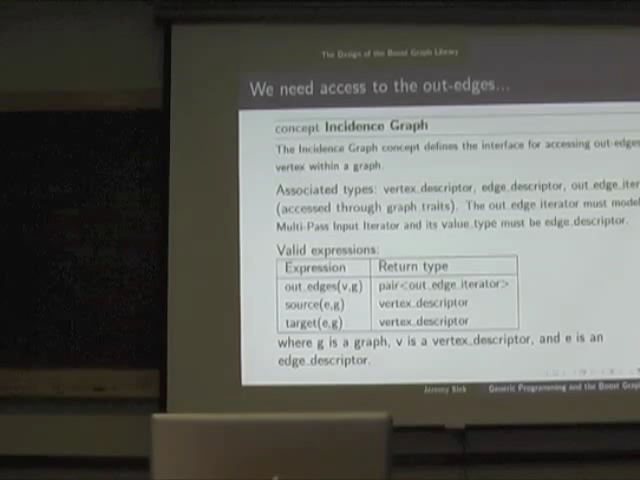 The Design of the Boost Graph Library
We need access to the out-edges...
concept Incidence Graph
The Incidence Graph concept defines the interface for accessing out-edges
vertex within a graph.
Associated types: vertex_descriptor, edge_descriptor, out_edge_iter
(accessed through graph traits). The out edge iterator must model
Multi-Pass Input Iterator and its value_type must be edge_descriptor.
Valid expressions:
Expression Return type
out_edges(v,g) pair<out_edge_iterator>
source(e,g) vertex_descriptor
target(e,g) vertex_descriptor
where g is a graph, v is a vertex_descriptor, and e is an
edge_descriptor.
Jeremy Siek Generic Programming and the Boost Grap